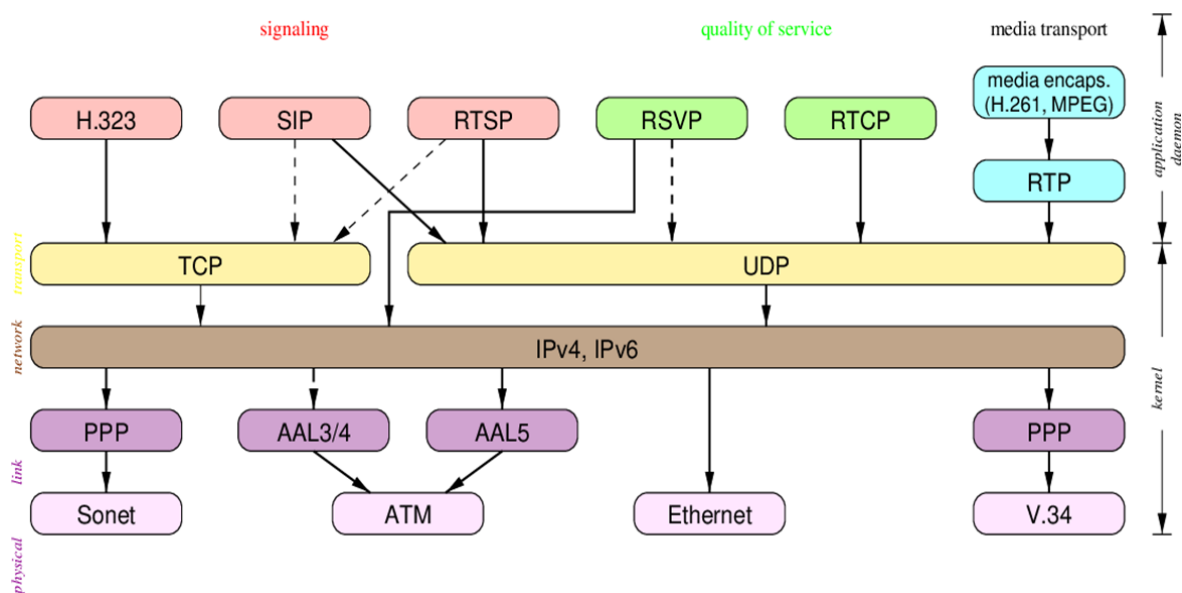 signaling
quality of service
media transport
media encaps.
(H.261, MPEG)
H.323
SIP
RTSP
RSVP
RTCP
RTP
application
daemon
transport
TCP
UDP
network
IPv4, IPv6
kernel
PPP
AAL3/4
AAL5
PPP
link
Sonet
ATM
Ethernet
V.34
physical